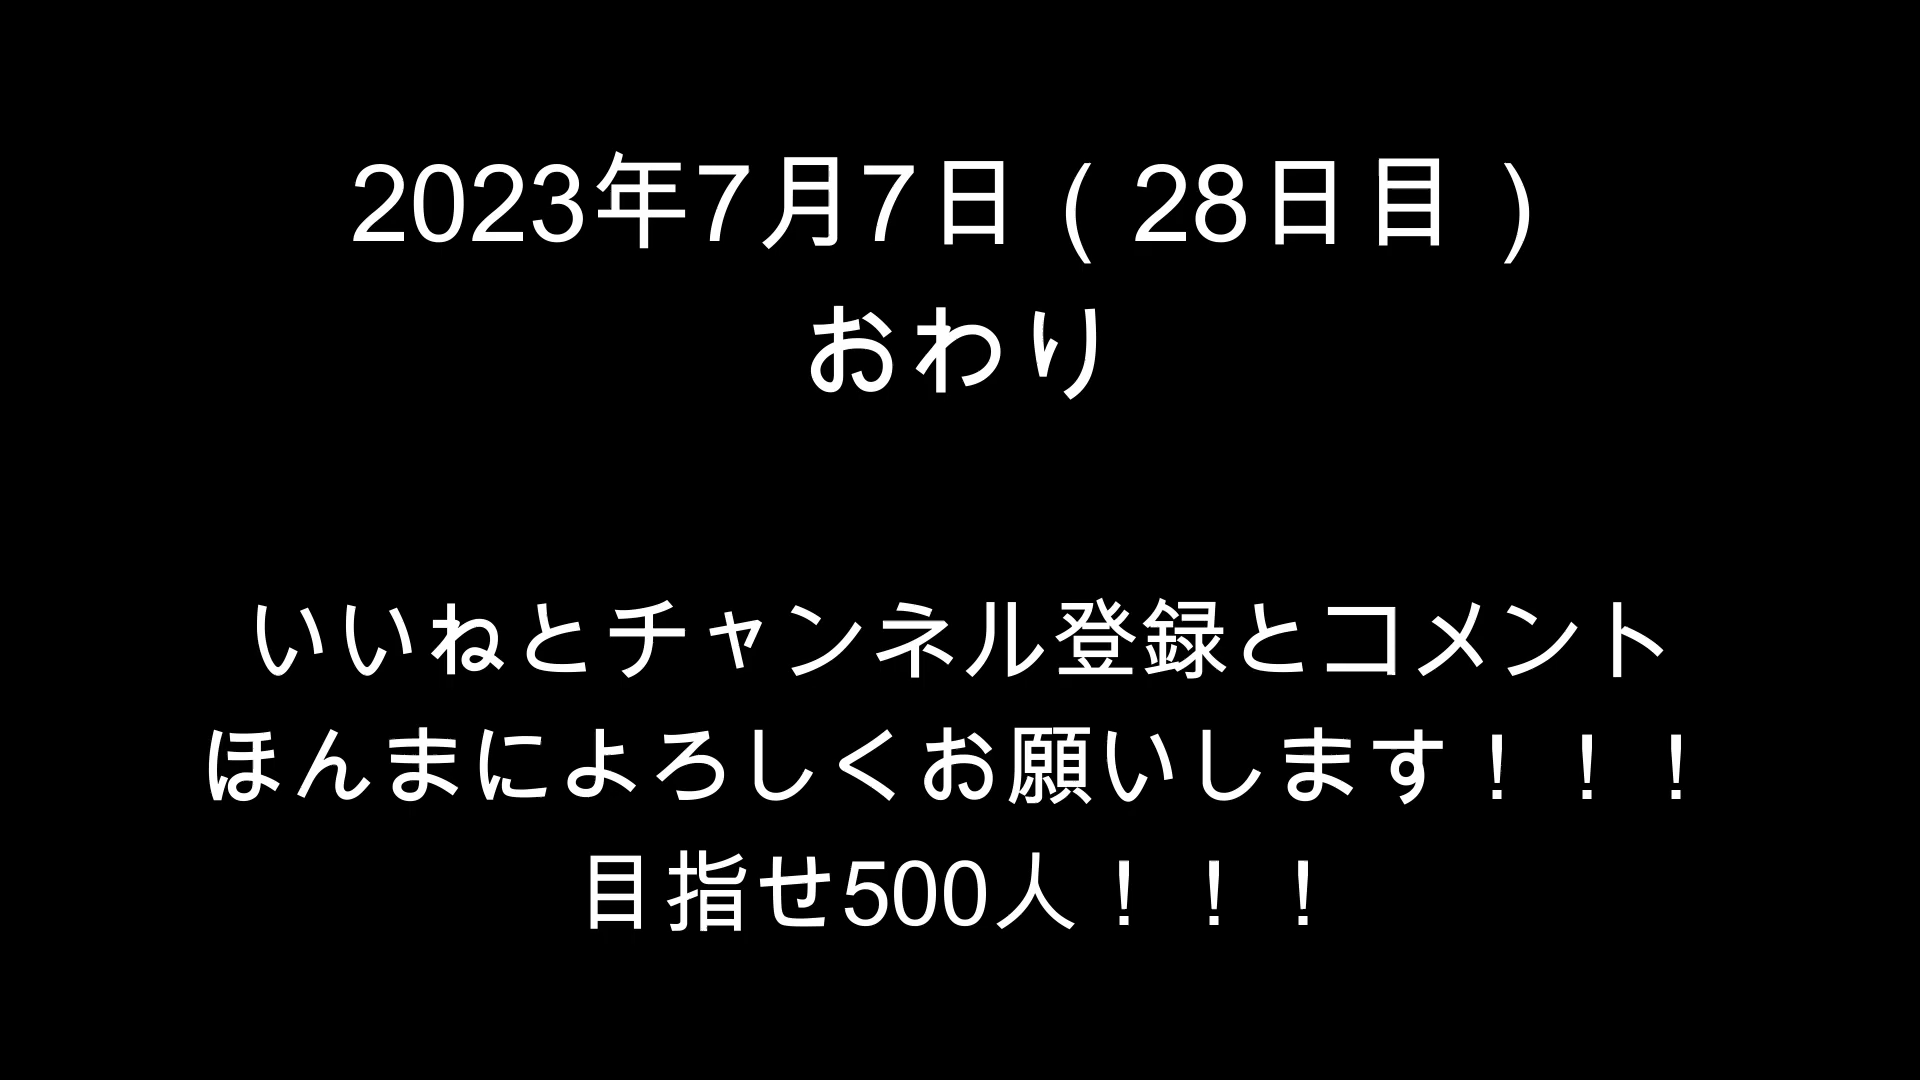 2023年7月7日（28日目）
おわり
いいねとチャンネル登録とコメント
ほんまによろしくお願いします！！！
目指せ500人！！！